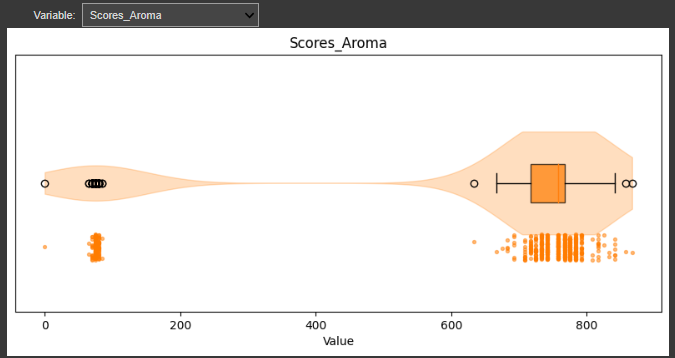 Variable: Scores_Aroma
Scores_Aroma
0 200 400 600 800
Value